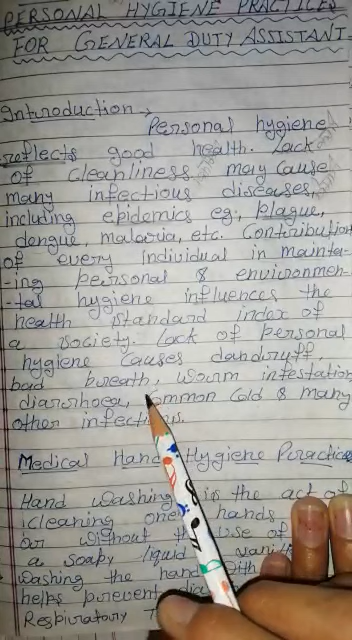 PERSONAL HYGIENE PRACTICES
FOR GENERAL DUTY ASSISTANT
Introduction →
Personal hygiene
reflects good health. Lack
of cleanliness may cause
many infectious diseases,
including epidemics eg., plague,
dengue, malaria, etc. Contribution
of every individual in mainta-
-ing personal & environmen-
-tal hygiene influences the
health standard index of
a society. Lack of personal
hygiene causes dandruff,
bad breath, worm infestation
diarrhoea, common cold & many
other
Medical Hand Hygiene Practice
Hand washing is the act of
cleaning one hands
or without the use of
a soapy liquid
washing the hand with
helps prevent
Respiratory